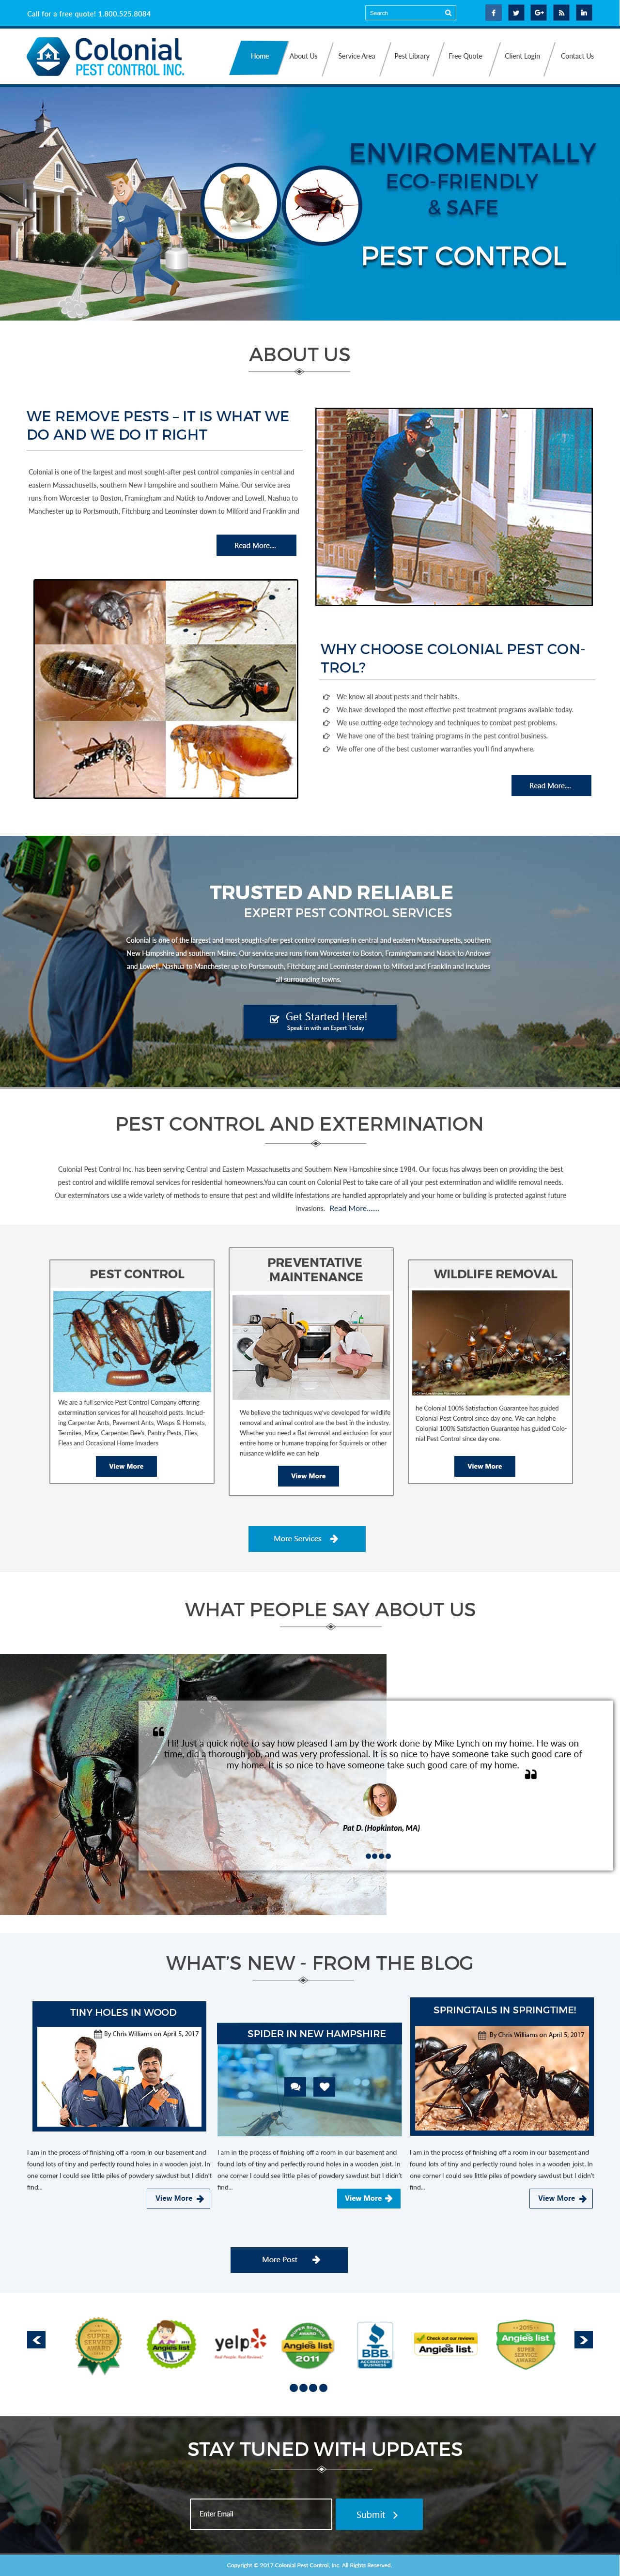 Call for a free quote! 1.800.525.8084
Search
Colonial
PEST CONTROL INC.
Home
About Us
Service Area
Pest Library
Free Quote
Client Login
Contact Us
ENVIROMENTALLY
ECO-FRIENDLY
& SAFE
PEST CONTROL
ABOUT US
WE REMOVE PESTS – IT IS WHAT WE
DO AND WE DO IT RIGHT
Colonial is one of the largest and most sought-after pest control companies in central and
eastern Massachusetts, southern New Hampshire and southern Maine. Our service area
runs from Worcester to Boston, Framingham and Natick to Andover and Lowell, Nashua to
Manchester up to Portsmouth, Fitchburg and Leominster down to Milford and Franklin and
Read More....
WHY CHOOSE COLONIAL PEST CON-
TROL?
We know all about pests and their habits.
We have developed the most effective pest treatment programs available today.
We use cutting-edge technology and techniques to combat pest problems.
We have one of the best training programs in the pest control business.
We offer one of the best customer warranties you'll find anywhere.
Read More....
TRUSTED AND RELIABLE
EXPERT PEST CONTROL SERVICES
Colonial is one of the largest and most sought-after pest control companies in central and eastern Massachusetts, southern
New Hampshire and southern Maine. Our service area runs from Worcester to Boston, Framingham and Natick to Andover
and Lowell, Nashua to Manchester up to Portsmouth, Fitchburg and Leominster down to Milford and Franklin and includes
all surrounding towns.
Get Started Here!
Speak in with an Expert Today
PEST CONTROL AND EXTERMINATION
Colonial Pest Control Inc. has been serving Central and Eastern Massachusetts and Southern New Hampshire since 1984. Our focus has always been on providing the best
pest control and wildlife removal services for residential homeowners.You can count on Colonial Pest to take care of all your pest extermination and wildlife removal needs.
Our exterminators use a wide variety of methods to ensure that pest and wildlife infestations are handled appropriately and your home or building is protected against future
invasions. Read More.......
PEST CONTROL
We are a full service Pest Control Company offering
extermination services for all household pests. Includ-
ing Carpenter Ants, Pavement Ants, Wasps & Hornets,
Termites, Mice, Carpenter Bee's, Pantry Pests, Flies,
Fleas and Occasional Home Invaders
View More
PREVENTATIVE
MAINTENANCE
We believe the techniques we've developed for wildlife
removal and animal control are the best in the industry.
Whether you need a Bat removal and exclusion for your
entire home or humane trapping for Squirrels or other
nuisance wildlife we can help
View More
WILDLIFE REMOVAL
he Colonial 100% Satisfaction Guarantee has guided
Colonial Pest Control since day one. We can helphe
Colonial 100% Satisfaction Guarantee has guided Colo-
nial Pest Control since day one.
View More
More Services
WHAT PEOPLE SAY ABOUT US
Hi! Just a quick note to say how pleased I am by the work done by Mike Lynch on my home. He was on
time, did a thorough job, and was very professional. It is so nice to have someone take such good care of
my home. It is so nice to have someone take such good care of my home.
Pat D. (Hopkinton, MA)
WHAT'S NEW - FROM THE BLOG
TINY HOLES IN WOOD
By Chris Williams on April 5, 2017
I am in the process of finishing off a room in our basement and
found lots of tiny and perfectly round holes in a wooden joist. In
one corner I could see little piles of powdery sawdust but I didn't
find...
View More
SPIDER IN NEW HAMPSHIRE
I am in the process of finishing off a room in our basement and
found lots of tiny and perfectly round holes in a wooden joist. In
one corner I could see little piles of powdery sawdust but I didn't
find...
View More
SPRINGTAILS IN SPRINGTIME!
By Chris Williams on April 5, 2017
I am in the process of finishing off a room in our basement and
found lots of tiny and perfectly round holes in a wooden joist. In
one corner I could see little piles of powdery sawdust but I didn't
find...
View More
More Post
SUPER
SERVICE
AWARD
Angies list
yelp
Real People. Real Reviews.
SUPER SERVICE
AWARD
Angies list
2011
BBB
ACCREDITED
BUSINESS
Check out our reviews
Angies list.
2015
Angies list
SUPER
SERVICE
AWARD
STAY TUNED WITH UPDATES
Enter Email
Submit
Copyright © 2017 Colonial Pest Control, Inc. All Rights Reserved.